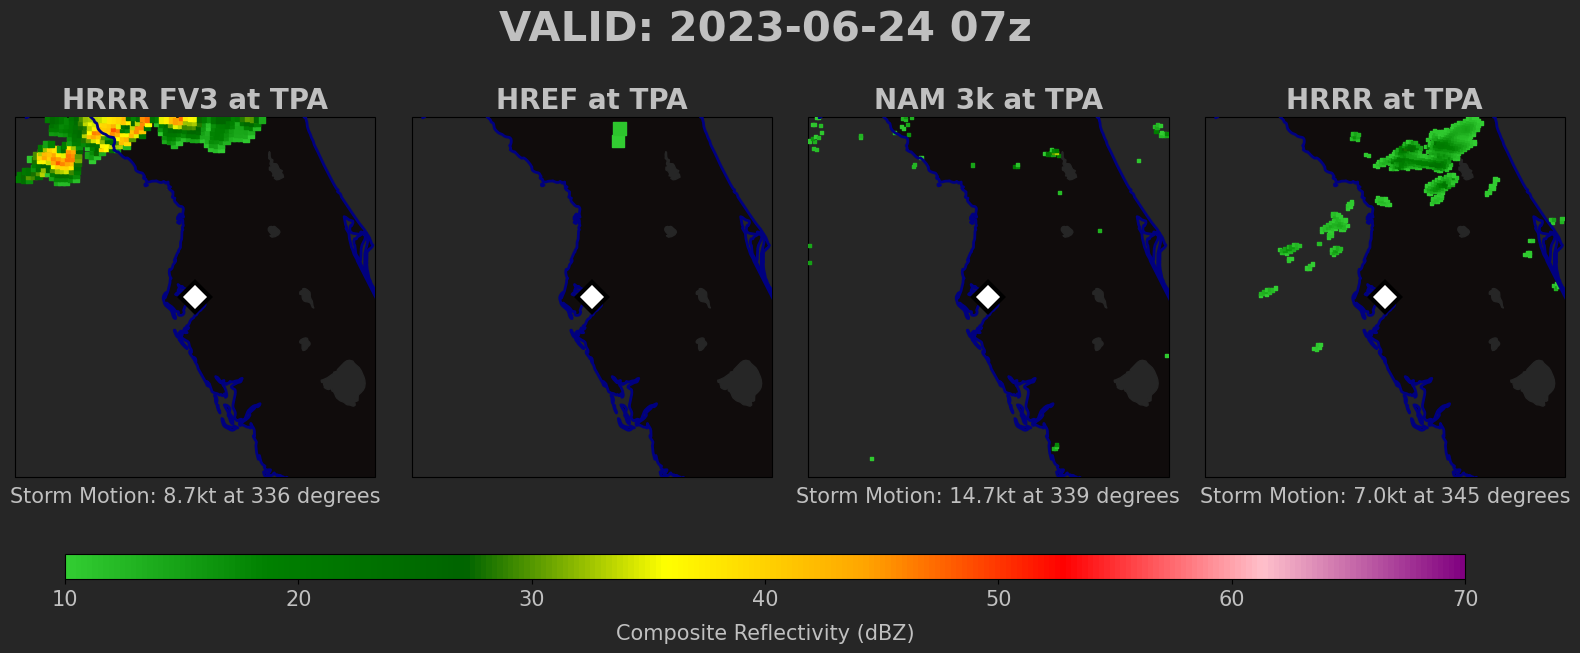 VALID: 2023-06-24 07z
HRRR FV3 at TPA
HREF at TPA
NAM 3k at TPA
HRRR at TPA
Storm Motion: 8.7kt at 336 degrees
Storm Motion: 14.7kt at 339 degrees
Storm Motion: 7.0kt at 345 degrees
10 20 30 40 50 60 70
Composite Reflectivity (dBZ)